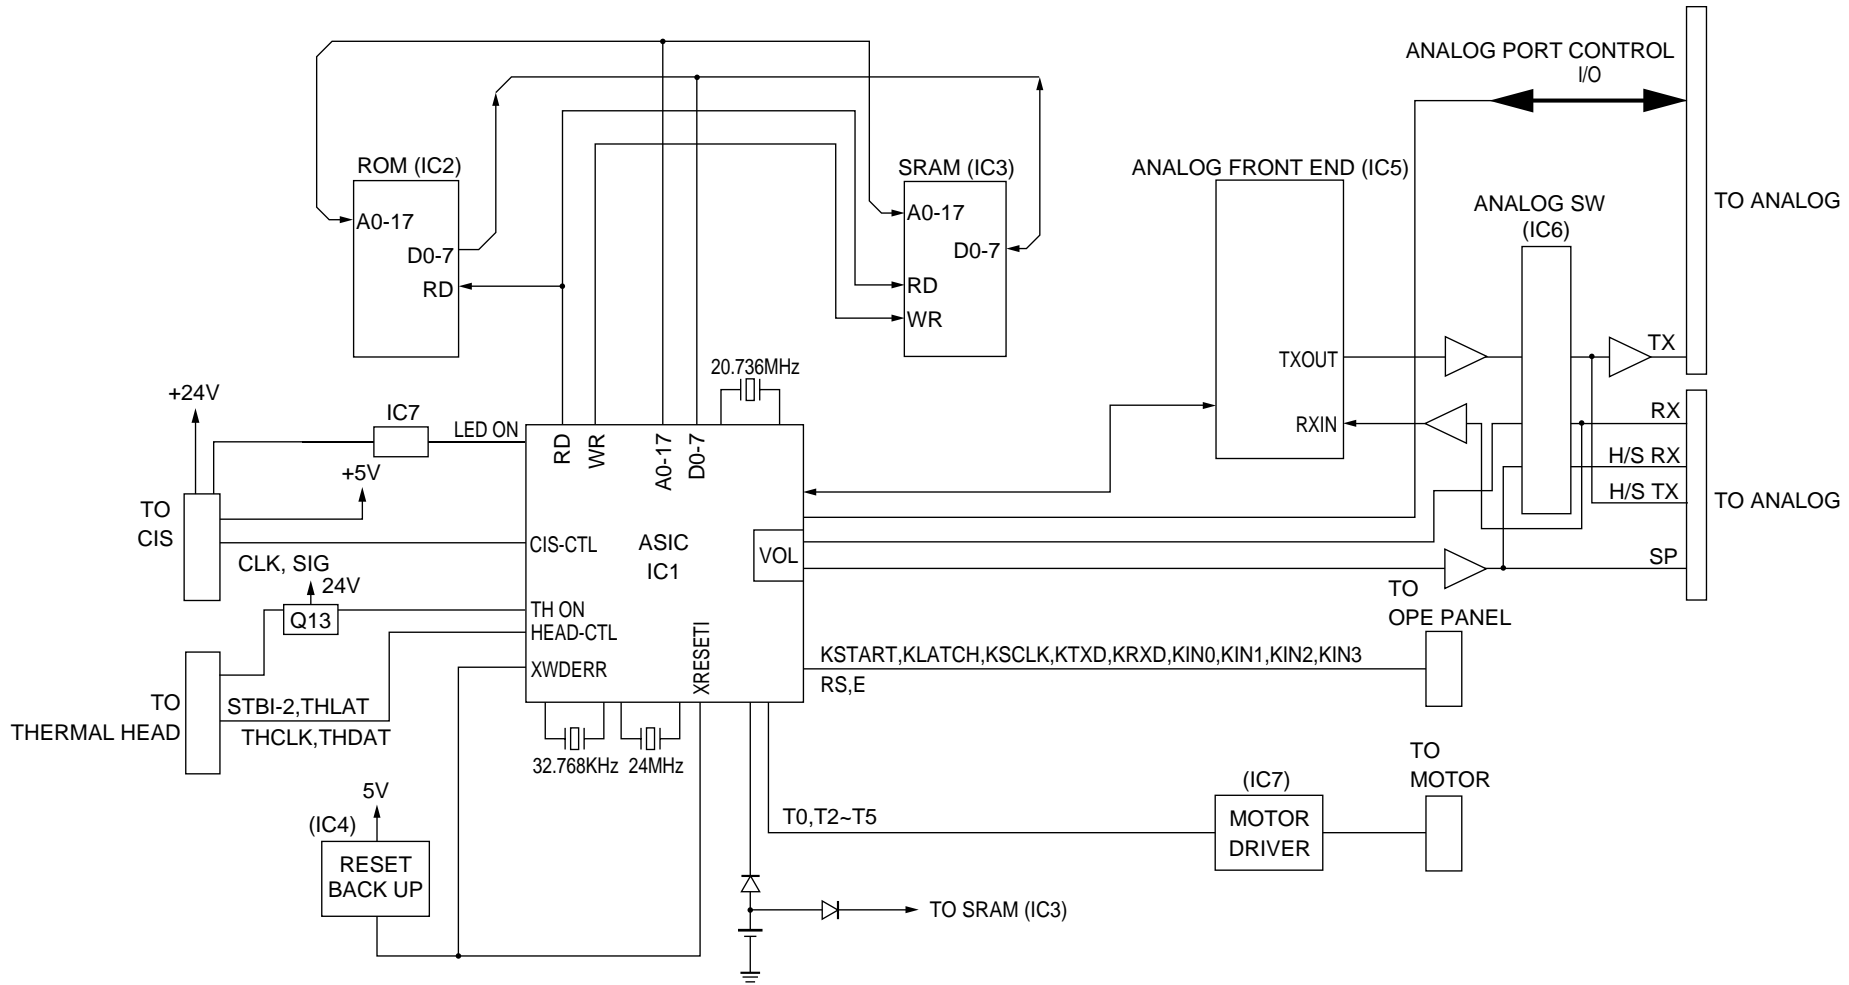 ANALOG PORT CONTROL
I/O
ROM (IC2)
SRAM (IC3)
ANALOG FRONT END (IC5)
ANALOG SW
(IC6)
TO ANALOG
A0-17
D0-7
RD
A0-17
D0-7
RD
WR
TXOUT
RXIN
TX
RX
H/S RX
H/S TX
SP
TO ANALOG
20.736MHz
+24V
IC7
LED ON
+5V
RD
WR
A0-17
D0-7
TO
CIS
CIS-CTL
ASIC
IC1
VOL
CLK, SIG
24V
Q13
TH ON
HEAD-CTL
XWDERR
XRESETI
TO
OPE PANEL
KSTART,KLATCH,KSCLK,KTXD,KRXD,KIN0,KIN1,KIN2,KIN3
RS,E
TO
THERMAL HEAD
STBI-2,THLAT
THCLK,THDAT
32.768KHz
24MHz
TO
MOTOR
(IC7)
MOTOR
DRIVER
T0,T2~T5
5V
(IC4)
RESET
BACK UP
TO SRAM (IC3)